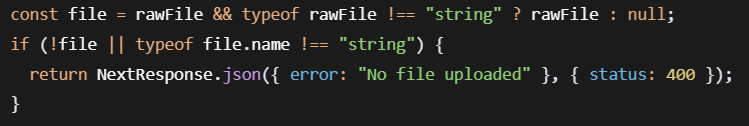 const file = rawFile && typeof rawFile !== "string" ? rawFile : null;
if (!file || typeof file.name !== "string") {
  return NextResponse.json({ error: "No file uploaded" }, { status: 400 });
}